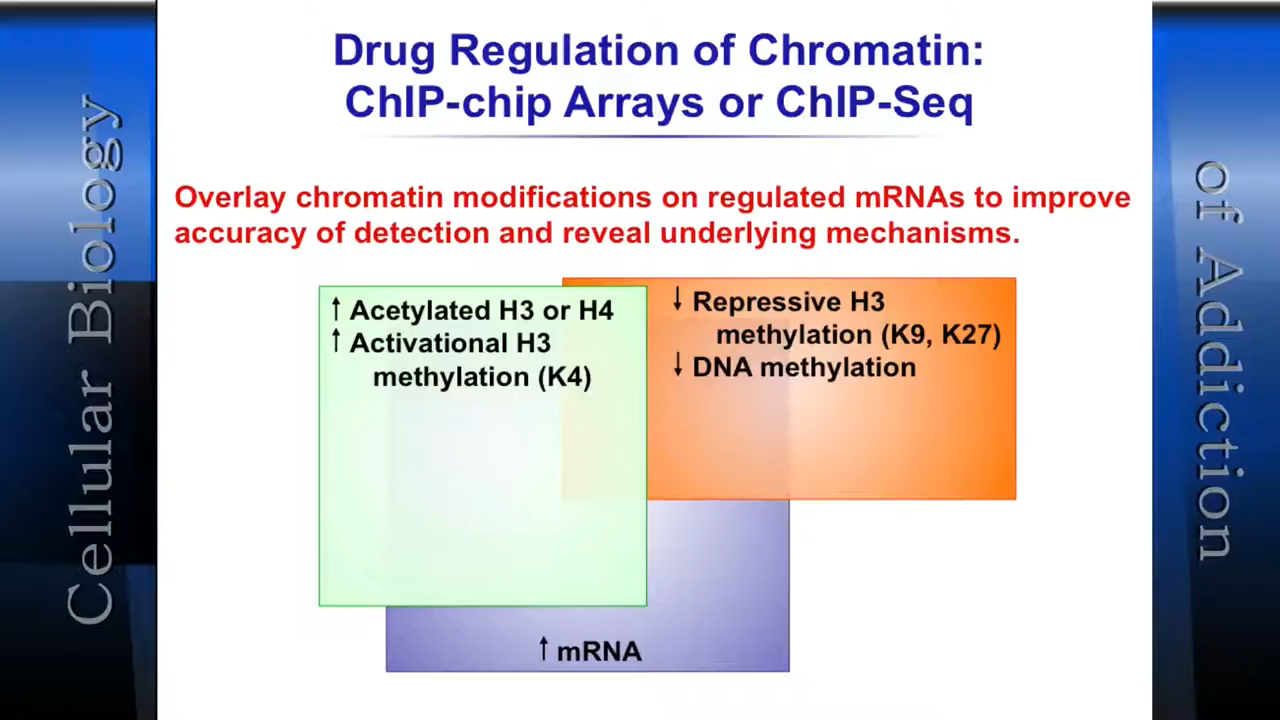 Cellular Biology
Drug Regulation of Chromatin:
ChIP-chip Arrays or ChIP-Seq
Overlay chromatin modifications on regulated mRNAs to improve
accuracy of detection and reveal underlying mechanisms.
↑ Acetylated H3 or H4
↑ Activational H3
methylation (K4)
↓ Repressive H3
methylation (K9, K27)
↓ DNA methylation
↑ mRNA
of Addiction